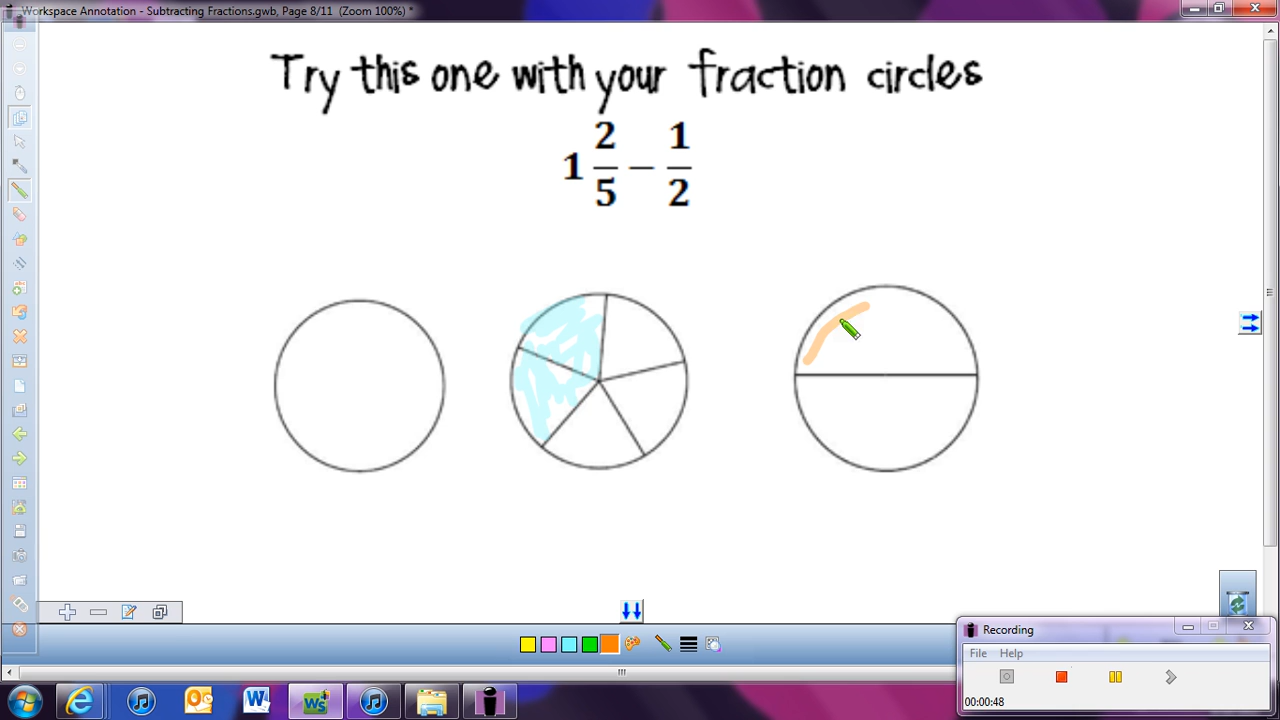 Workspace Annotation - Subtracting Fractions.gwb, Page 8/11 (Zoom 100%) *
Try this one with your fraction circles
1 2/5 − 1/2
Recording
File Help
00:00:48